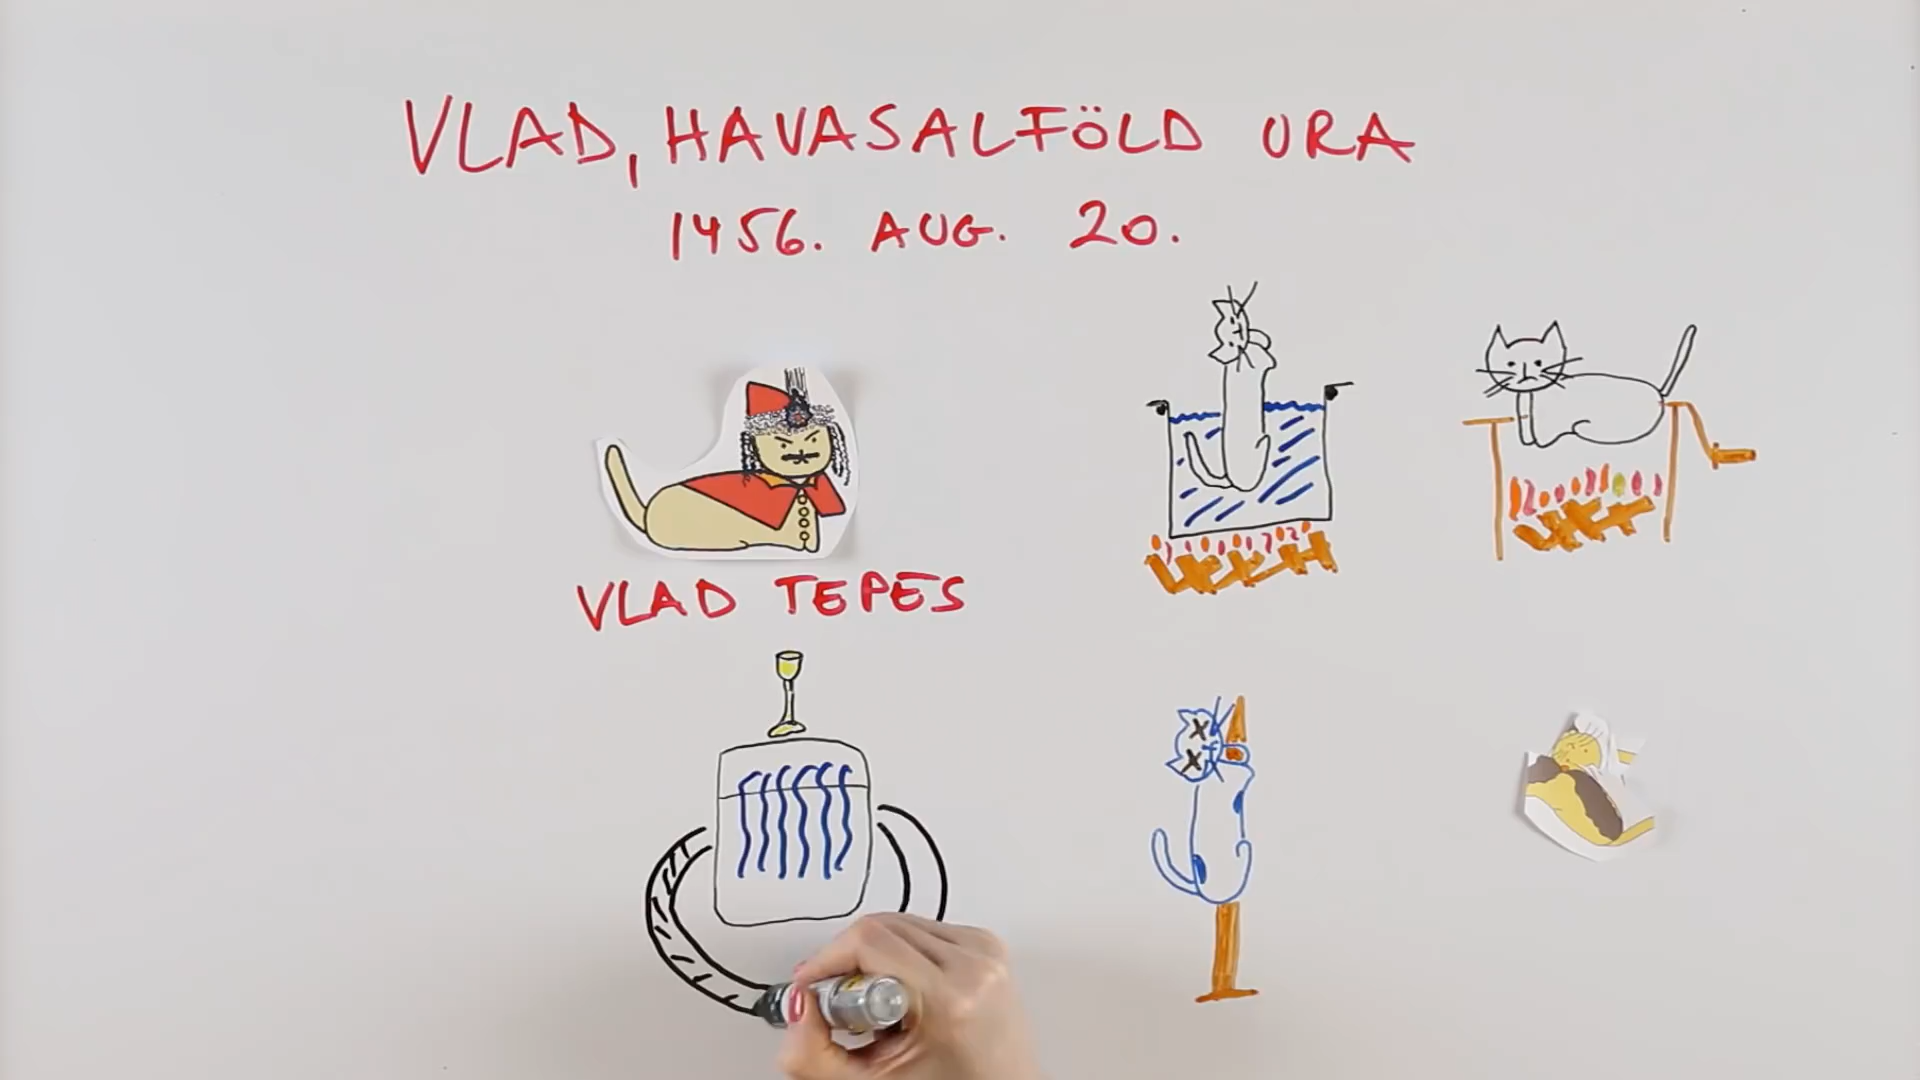 VLAD, HAVASALFÖLD URA
1456. AUG. 20.
VLAD TEPES